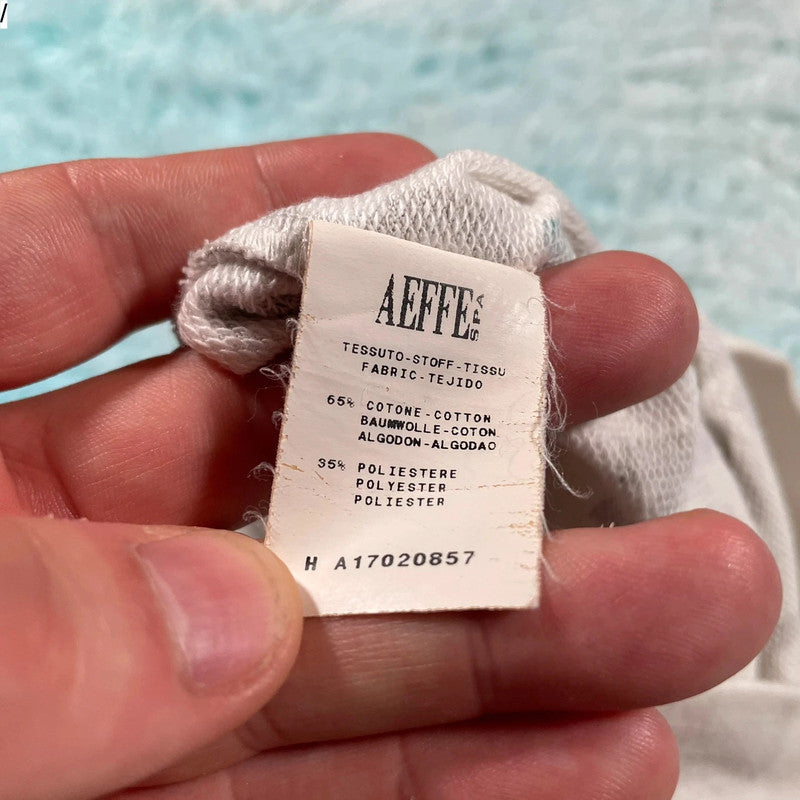 /
AEFFE SPA
TESSUTO-STOFF-TISSU
FABRIC-TEJIDO
65% COTONE-COTTON
BAUMWOLLE-COTON
ALGODON-ALGODAO
35% POLIESTERE
POLYESTER
POLIESTER
H A17020857